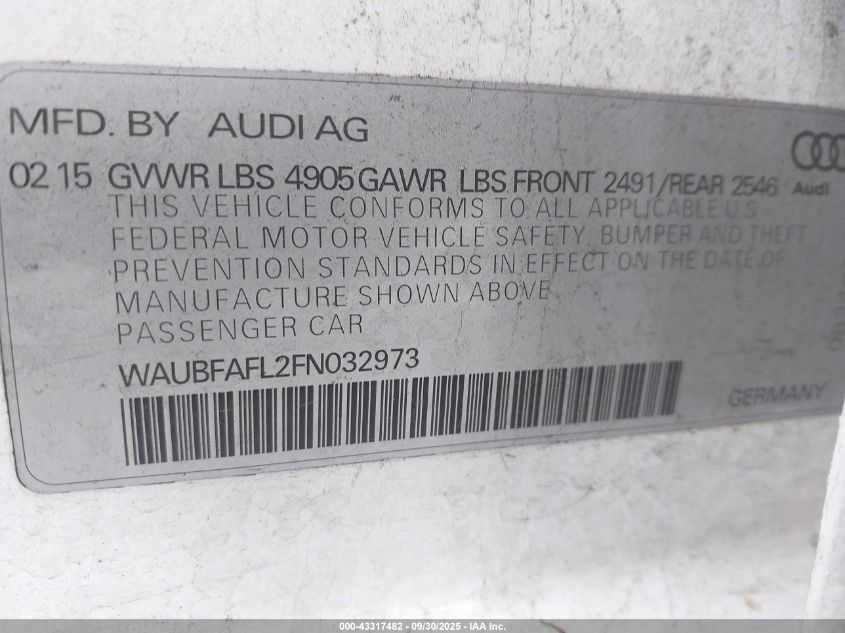 MFD. BY AUDI AG
02 15 GVWR LBS 4905 GAWR LBS FRONT 2491/REAR 2546
Audi
THIS VEHICLE CONFORMS TO ALL APPLICABLE U.S.
FEDERAL MOTOR VEHICLE SAFETY, BUMPER AND THEFT
PREVENTION STANDARDS IN EFFECT ON THE DATE OF
MANUFACTURE SHOWN ABOVE.
PASSENGER CAR
WAUBFAFL2FN032973
GERMANY
000-43317482 - 09/30/2025 - IAA Inc.